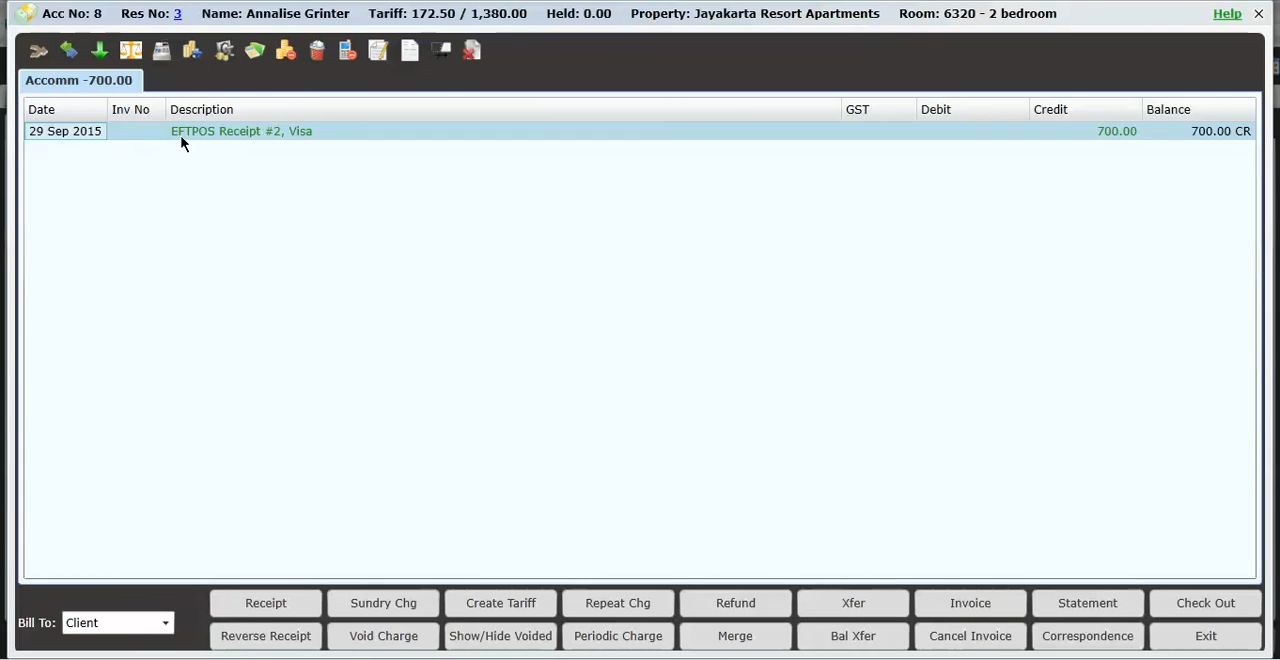 Acc No: 8 Res No: 3 Name: Annalise Grinter Tariff: 172.50 / 1,380.00 Held: 0.00 Property: Jayakarta Resort Apartments Room: 6320 - 2 bedroom Help
Accomm -700.00
Date Inv No Description GST Debit Credit Balance
29 Sep 2015 EFTPOS Receipt #2, Visa 700.00 700.00 CR
Receipt Sundry Chg Create Tariff Repeat Chg Refund Xfer Invoice Statement Check Out
Bill To: Client
Reverse Receipt Void Charge Show/Hide Voided Periodic Charge Merge Bal Xfer Cancel Invoice Correspondence Exit